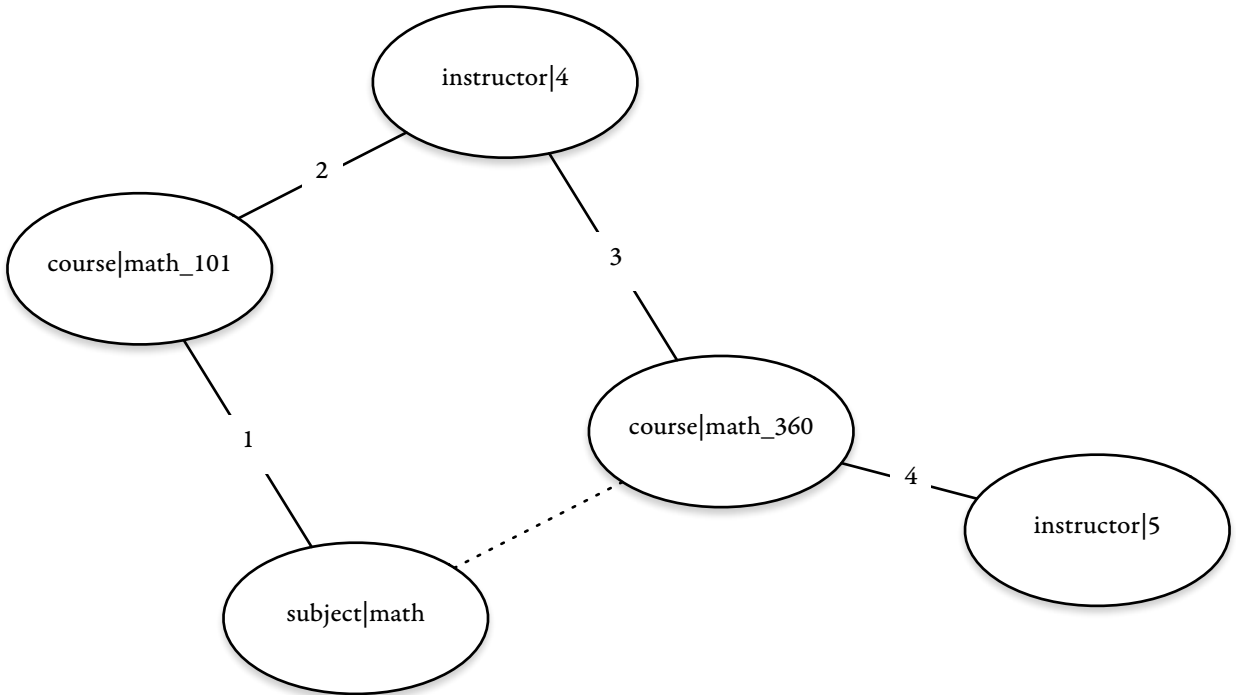 instructor|4
2
course|math_101
3
course|math_360
1
4
instructor|5
subject|math